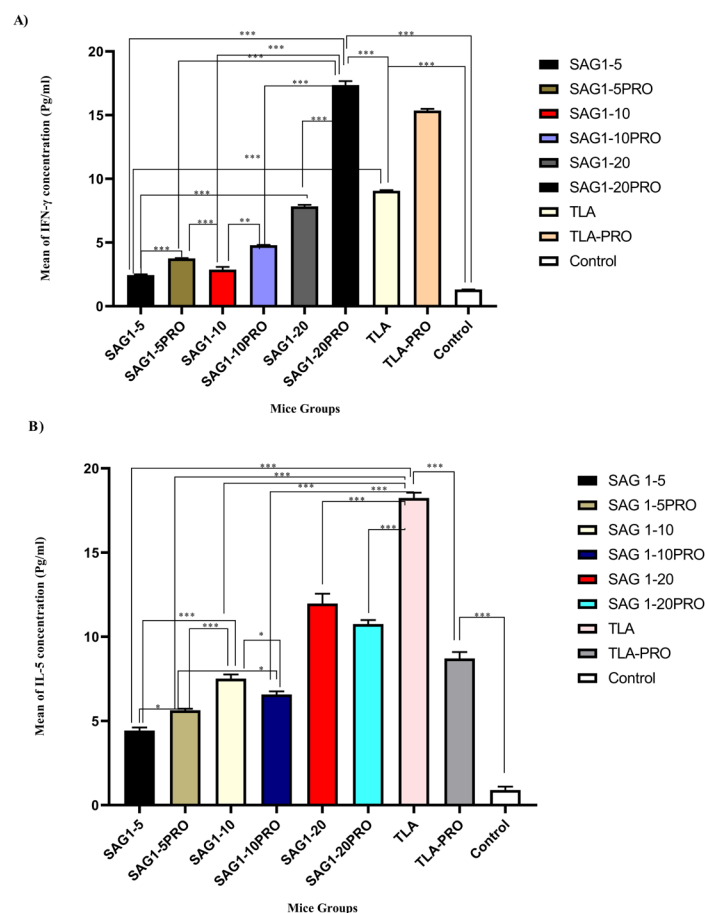 A)
Mean of IFN-γ concentration (Pg/ml)
20
15
10
5
0
***
***
***
***
***
***
***
***
***
***
***
***
**
SAG1-5
SAG1-5PRO
SAG1-10
SAG1-10PRO
SAG1-20
SAG1-20PRO
TLA
TLA-PRO
Control
Mice Groups
SAG1-5
SAG1-5PRO
SAG1-10
SAG1-10PRO
SAG1-20
SAG1-20PRO
TLA
TLA-PRO
Control
B)
Mean of IL-5 concentration (Pg/ml)
20
15
10
5
0
***
***
***
***
***
***
***
***
***
***
***
*
*
*
SAG1-5
SAG1-5PRO
SAG1-10
SAG1-10PRO
SAG1-20
SAG1-20PRO
TLA
TLA-PRO
Control
Mice Groups
SAG 1-5
SAG 1-5PRO
SAG 1-10
SAG 1-10PRO
SAG 1-20
SAG 1-20PRO
TLA
TLA-PRO
Control